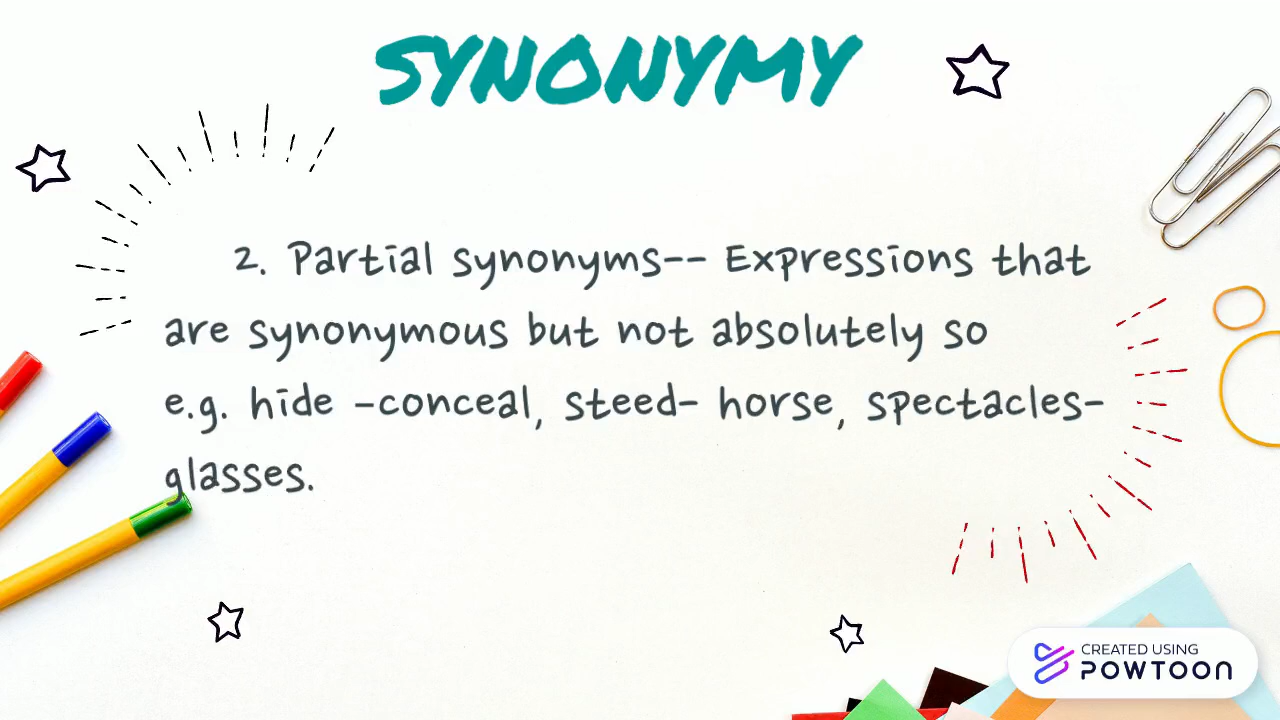 SYNONYMY
2. Partial synonyms-- Expressions that
are synonymous but not absolutely so
e.g. hide -conceal, steed- horse, spectacles-
glasses.
CREATED USING
POWTOON